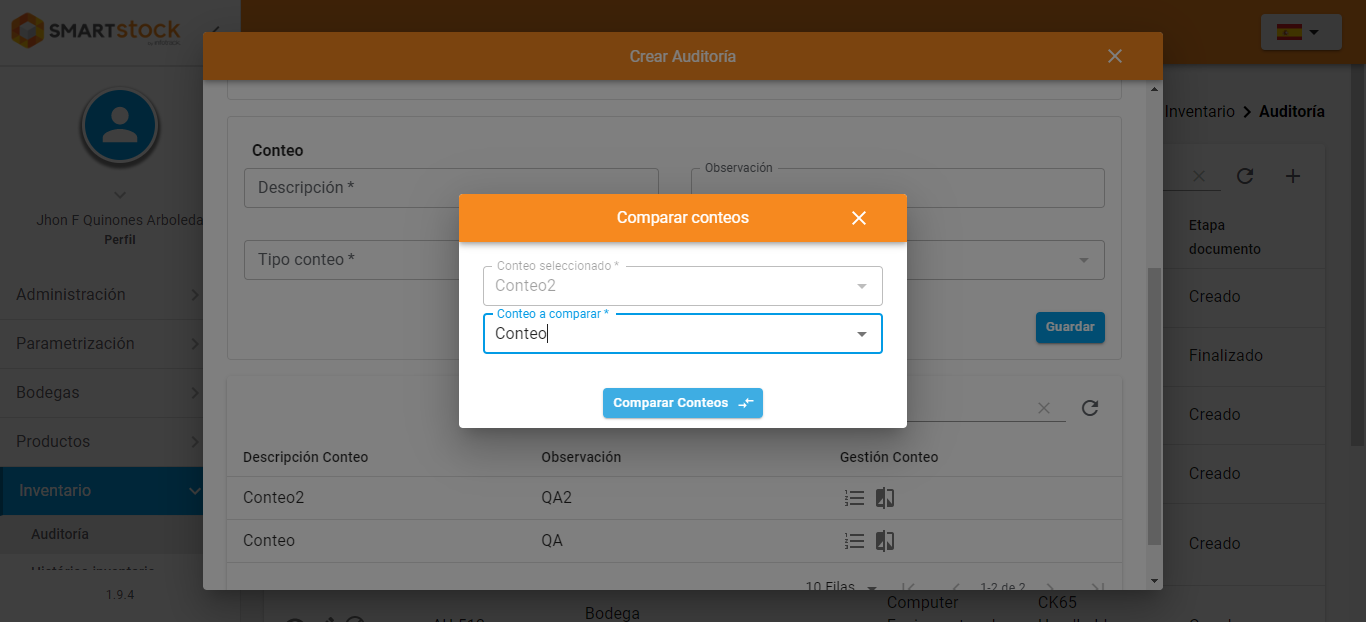 SMARTSTOCK
Crear Auditoría
Inventario > Auditoría
Conteo
Observación
Descripción *
Jhon F Quinones Arboleda
Perfil
Comparar conteos
Etapa
documento
Tipo conteo *
Conteo seleccionado *
Conteo2
Administración
Creado
Conteo a comparar *
Conteo
Guardar
Parametrización
Finalizado
Bodegas
Comparar Conteos
Creado
Productos
Descripción Conteo
Observación
Gestión Conteo
Creado
Inventario
Conteo2
QA2
Auditoría
Conteo
QA
Creado
10 Filas
1-2 de 2
1.9.4
Computer
CK65
Bodega